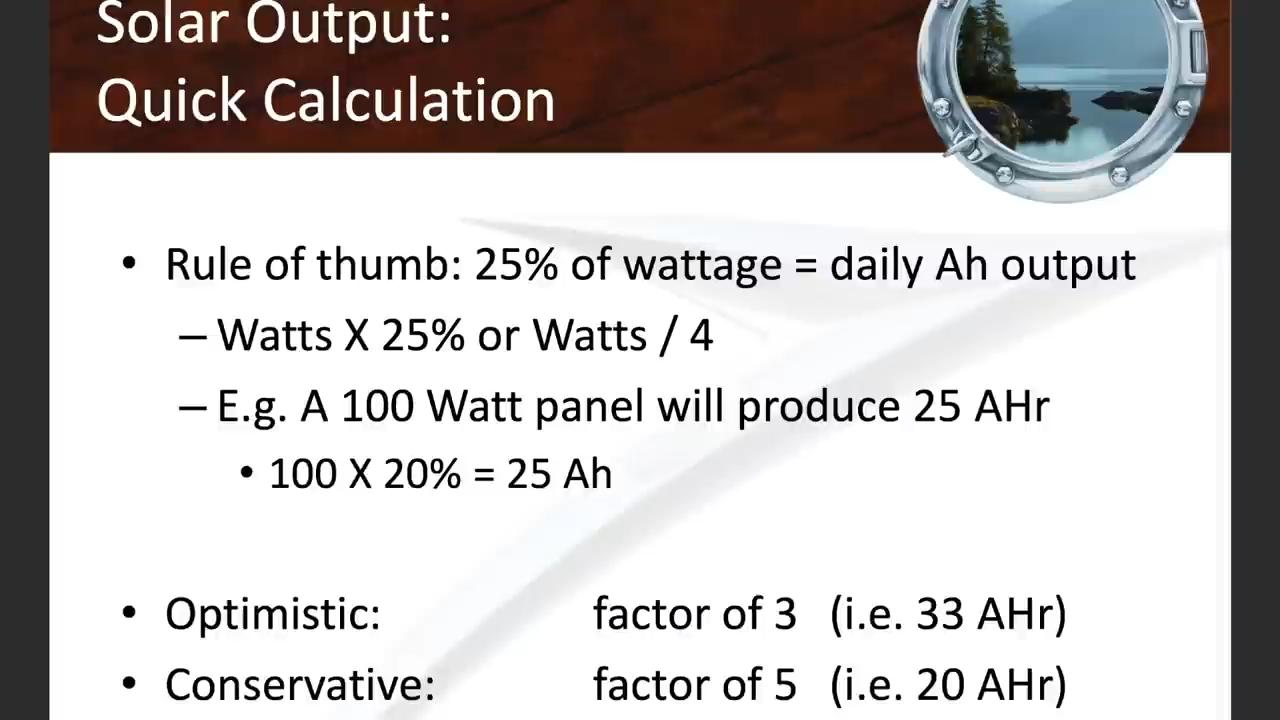 Solar Output:
Quick Calculation
• Rule of thumb: 25% of wattage = daily Ah output
– Watts X 25% or Watts / 4
– E.g. A 100 Watt panel will produce 25 AHr
• 100 X 20% = 25 Ah
• Optimistic: factor of 3 (i.e. 33 AHr)
• Conservative: factor of 5 (i.e. 20 AHr)